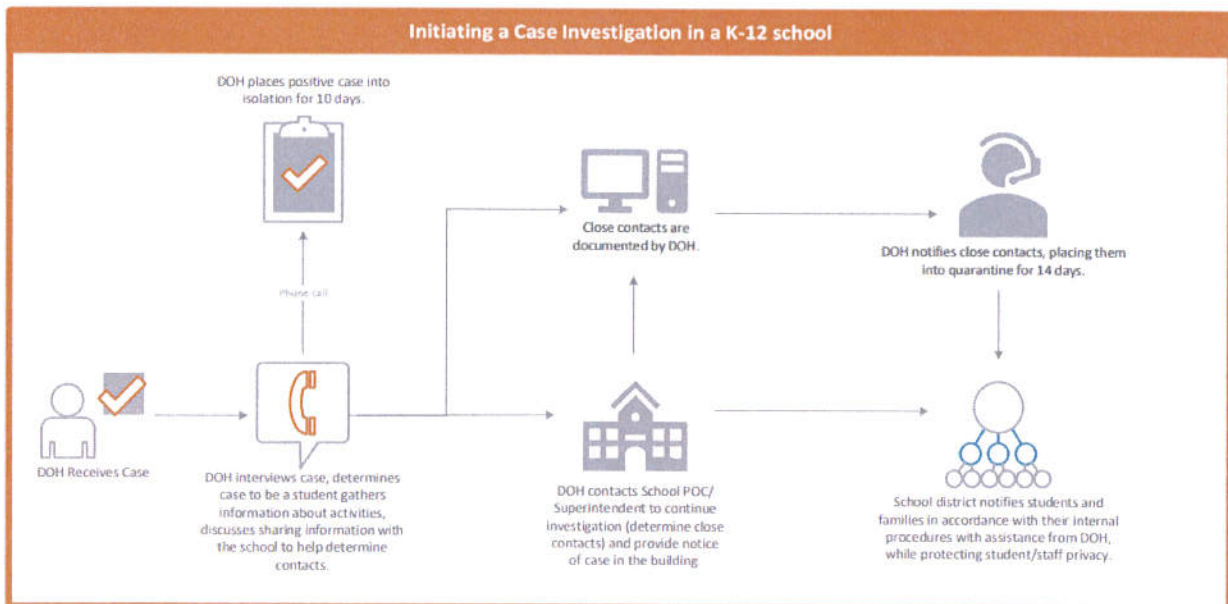 Initiating a Case Investigation in a K-12 school
DOH places positive case into
isolation for 10 days.
Phone call
Close contacts are
documented by DOH.
DOH notifies close contacts, placing them
into quarantine for 14 days.
DOH Receives Case
DOH interviews case, determines
case to be a student gathers
information about activities,
discusses sharing information with
the school to help determine
contacts.
DOH contacts School POC/
Superintendent to continue
investigation (determine close
contacts) and provide notice
of case in the building
School district notifies students and
families in accordance with their internal
procedures with assistance from DOH,
while protecting student/staff privacy.